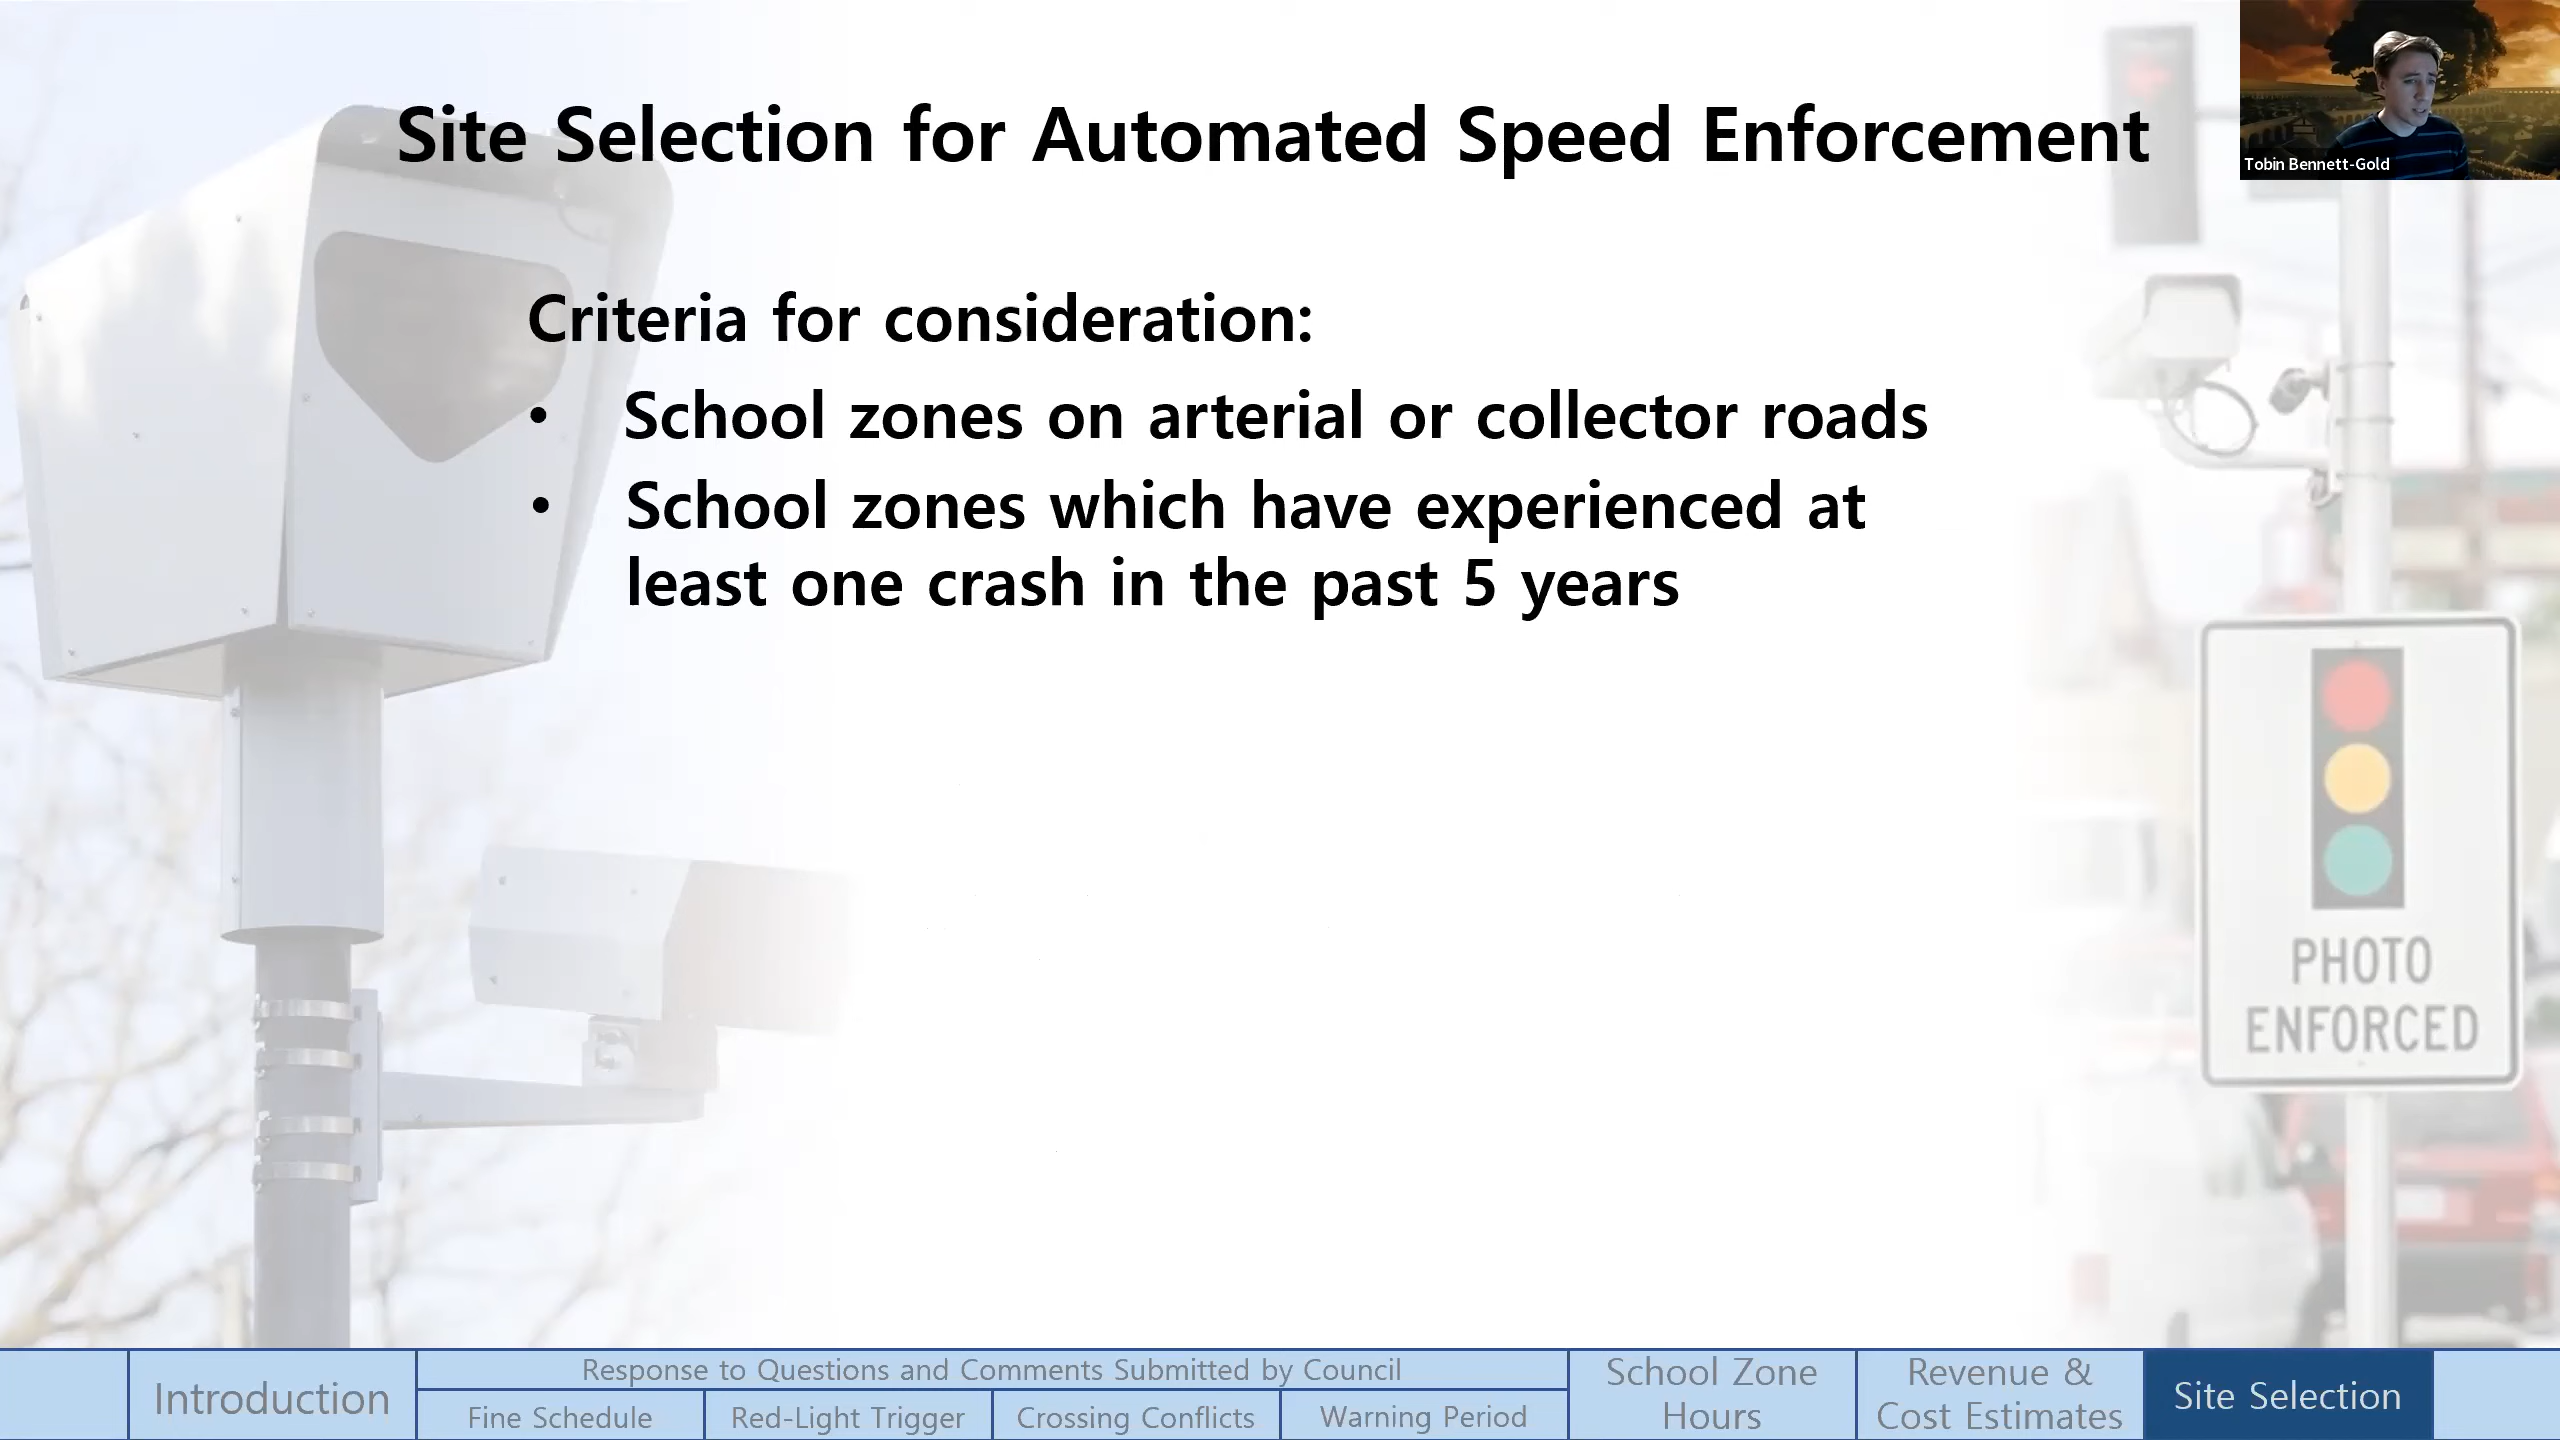 Site Selection for Automated Speed Enforcement
Tobin Bennett-Gold
Criteria for consideration:
• School zones on arterial or collector roads
• School zones which have experienced at
least one crash in the past 5 years
PHOTO
ENFORCED
Introduction
Response to Questions and Comments Submitted by Council
Fine Schedule
Red-Light Trigger
Crossing Conflicts
Warning Period
School Zone
Hours
Revenue &
Cost Estimates
Site Selection